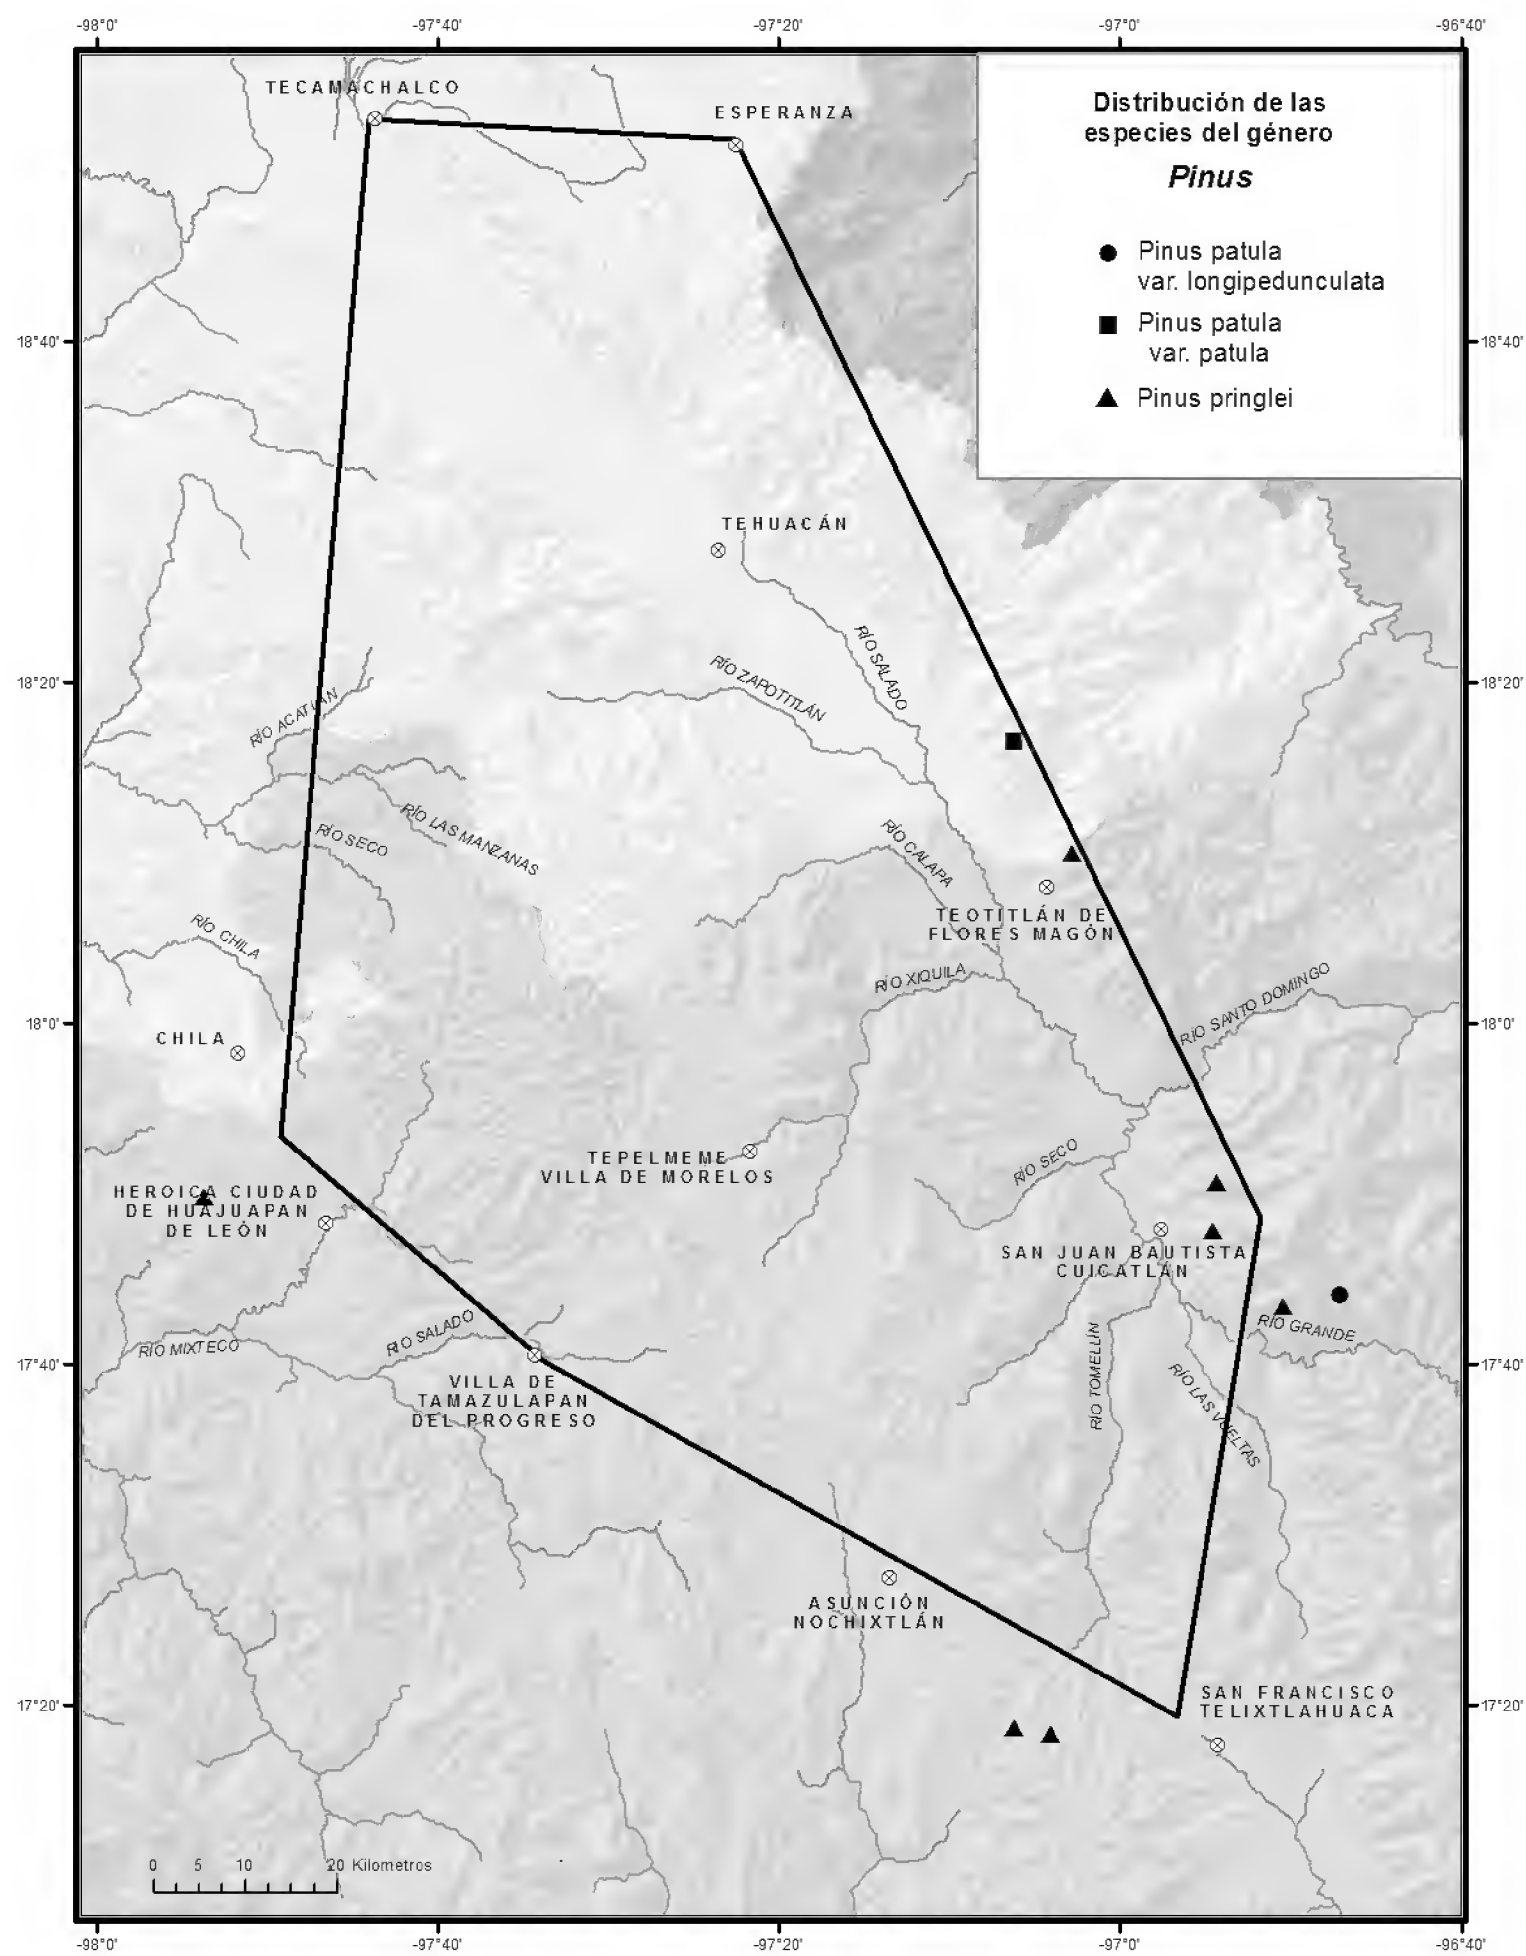 -98°0'
-97°40'
-97°20'
-97°0'
-96°40'
TECAMACHALCO
ESPERANZA
Distribución de las
especies del género
Pinus
Pinus patula
var. longipedunculata
Pinus patula
var. patula
Pinus pringlei
18°40'
18°40'
TEHUACÁN
RÍO SALADO
RÍO ZAPOTITLÁN
18°20'
18°20'
RÍO ACATLÁN
RÍO LAS MANZANAS
RÍO SECO
RÍO CALAPA
TEOTITLÁN DE
FLORES MAGÓN
RÍO CHILA
RÍO XIQUILA
RÍO SANTO DOMINGO
18°0'
18°0'
CHILA
TEPELMEME
VILLA DE MORELOS
RÍO SECO
HEROICA CIUDAD
DE HUAJUAPAN
DE LEÓN
SAN JUAN BAUTISTA
CUICATLÁN
RÍO GRANDE
RÍO SALADO
RÍO MIXTECO
17°40'
17°40'
RÍO TOMELLÍN
RÍO LAS VUELTAS
VILLA DE
TAMAZULAPAN
DEL PROGRESO
ASUNCIÓN
NOCHIXTLÁN
SAN FRANCISCO
TELIXTLAHUACA
17°20'
17°20'
0 5 10 20 Kilometros
-98°0'
-97°40'
-97°20'
-97°0'
-96°40'